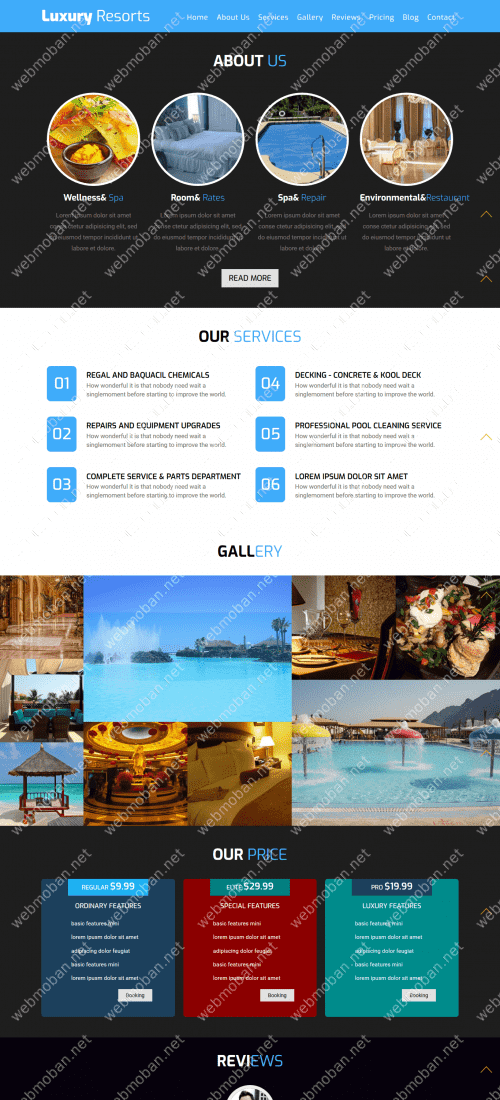 Luxury Resorts
Home About Us Services Gallery Reviews Pricing Blog Contact
ABOUT US
Wellness& Spa
Lorem ipsum dolor sit amet
consectetur adipisicing elit, sed
do eiusmod tempor incididunt ut
labore et dolore.
Room& Rates
Lorem ipsum dolor sit amet
consectetur adipisicing elit, sed
do eiusmod tempor incididunt ut
labore et dolore.
Spa& Repair
Lorem ipsum dolor sit amet
consectetur adipisicing elit, sed
do eiusmod tempor incididunt ut
labore et dolore.
Environmental&Restaurant
Lorem ipsum dolor sit amet
consectetur adipisicing elit, sed
do eiusmod tempor incididunt ut
labore et dolore.
READ MORE
OUR SERVICES
01
REGAL AND BAQUACIL CHEMICALS
How wonderful it is that nobody need wait a
singlemoment before starting to improve the world.
04
DECKING - CONCRETE & KOOL DECK
How wonderful it is that nobody need wait a
singlemoment before starting to improve the world.
02
REPAIRS AND EQUIPMENT UPGRADES
How wonderful it is that nobody need wait a
singlemoment before starting to improve the world.
05
PROFESSIONAL POOL CLEANING SERVICE
How wonderful it is that nobody need wait a
singlemoment before starting to improve the world.
03
COMPLETE SERVICE & PARTS DEPARTMENT
How wonderful it is that nobody need wait a
singlemoment before starting to improve the world.
06
LOREM IPSUM DOLOR SIT AMET
How wonderful it is that nobody need wait a
singlemoment before starting to improve the world.
GALLERY
OUR PRICE
REGULAR $9.99
ORDINARY FEATURES
basic features mini
lorem ipusm dolor sit amet
adipisicing dolor feugiat
basic features mini
lorem ipsum dolor sit amet
Booking
ELITE $29.99
SPECIAL FEATURES
basic features mini
lorem ipsum dolor sit amet
adipisicing dolor feugiat
basic features mini
lorem ipsum dolor sit amet
Booking
PRO $19.99
LUXURY FEATURES
basic features mini
lorem ipsum dolor sit amet
adipisicing dolor feugiat
basic features mini
lorem ipsum dolor sit amet
Booking
REVIEWS
webmoban.net